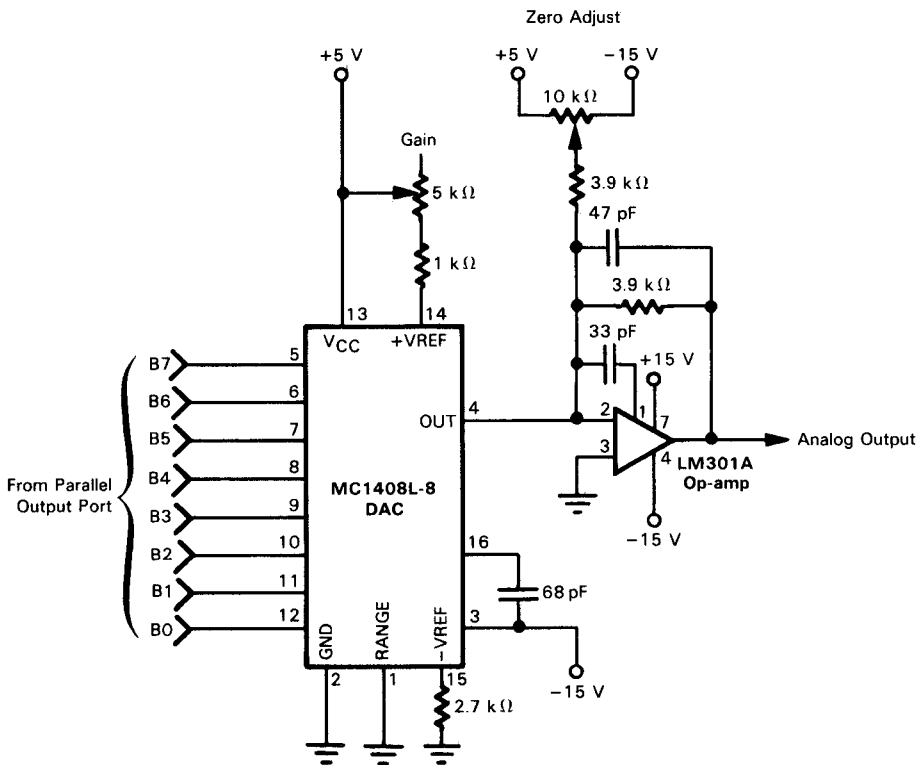 Zero Adjust
+5 V
+5 V
−15 V
10 kΩ
Gain
5 kΩ
3.9 kΩ
47 pF
1 kΩ
3.9 kΩ
13
14
33 pF
VCC
+VREF
+15 V
B7
5
B6
6
OUT
4
2
1
7
B5
7
3
4
Analog Output
B4
8
LM301A
Op-amp
From Parallel
Output Port
MC1408L-8
DAC
B3
9
−15 V
B2
10
16
B1
11
68 pF
B0
12
GND
RANGE
−VREF
3
2
1
15
−15 V
2.7 kΩ